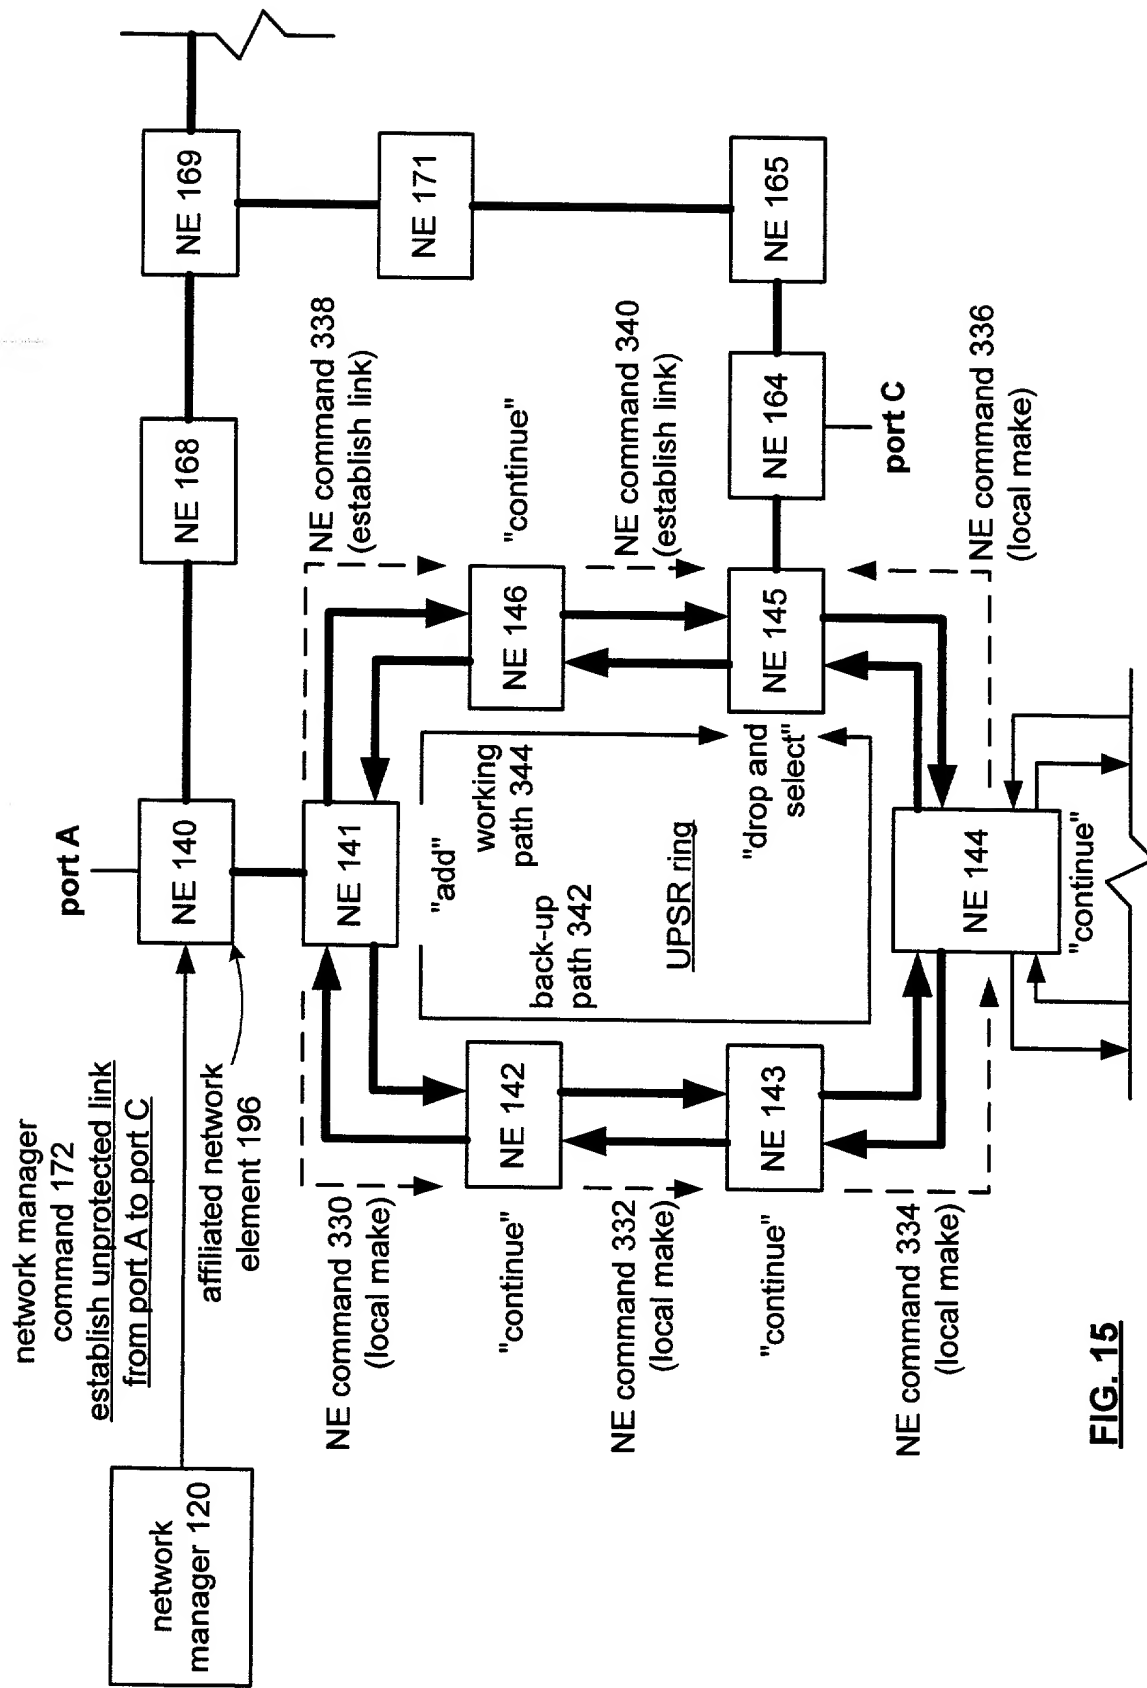 network manager
command 172
establish unprotected link
from port A to port C
network
manager 120
affiliated network
element 196
port A
NE 140
NE 168
NE 169
NE 171
NE 165
NE 164
port C
NE 141
NE 146
NE 145
NE 144
NE 143
NE 142
NE command 338
(establish link)
"continue"
NE command 340
(establish link)
NE command 336
(local make)
NE command 330
(local make)
"continue"
NE command 332
(local make)
"continue"
NE command 334
(local make)
"continue"
"add"
working
path 344
back-up
path 342
UPSR ring
"drop and
select"
FIG. 15